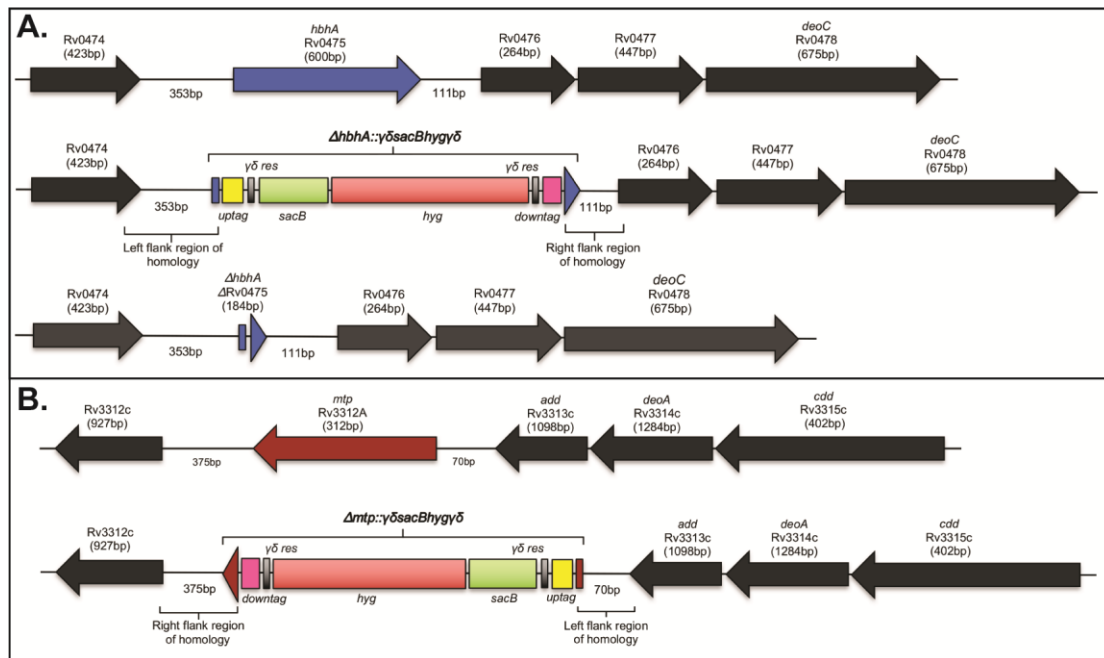 A.
Rv0474
(423bp)
hbhA
Rv0475
(600bp)
Rv0476
(264bp)
Rv0477
(447bp)
deoC
Rv0478
(675bp)
353bp
111bp
ΔhbhA::γδsacBhygγδ
Rv0474
(423bp)
γδ res
γδ res
Rv0476
(264bp)
Rv0477
(447bp)
deoC
Rv0478
(675bp)
353bp
uptag
sacB
hyg
downtag
111bp
Left flank region of
homology
Right flank region
of homology
Rv0474
(423bp)
ΔhbhA
ΔRv0475
(184bp)
Rv0476
(264bp)
Rv0477
(447bp)
deoC
Rv0478
(675bp)
353bp
111bp
B.
Rv3312c
(927bp)
mtp
Rv3312A
(312bp)
add
Rv3313c
(1098bp)
deoA
Rv3314c
(1284bp)
cdd
Rv3315c
(402bp)
375bp
70bp
Δmtp::γδsacBhygγδ
Rv3312c
(927bp)
γδ res
γδ res
add
Rv3313c
(1098bp)
deoA
Rv3314c
(1284bp)
cdd
Rv3315c
(402bp)
375bp
downtag
hyg
sacB
uptag
70bp
Right flank region
of homology
Left flank region
of homology